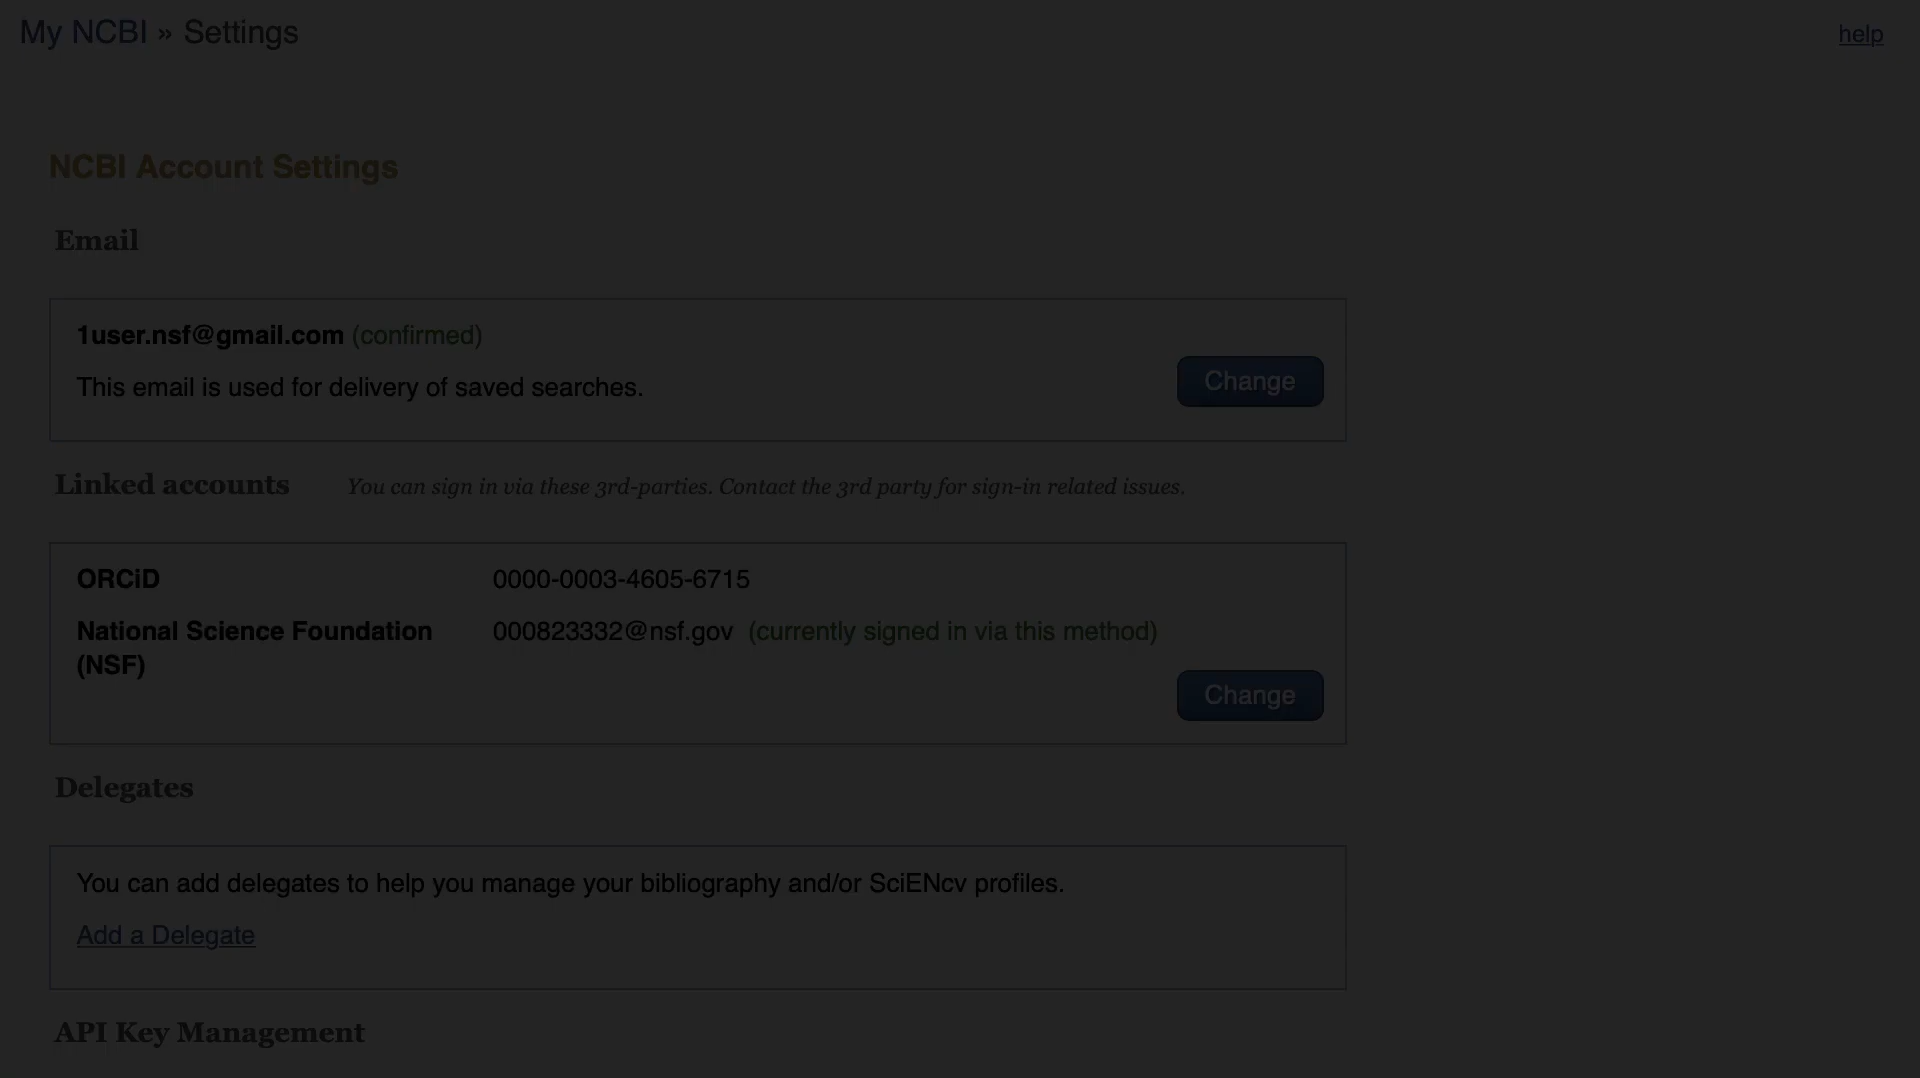 My NCBI » Settings
help
NCBI Account Settings
Email
1user.nsf@gmail.com (confirmed)
This email is used for delivery of saved searches.
Change
Linked accounts You can sign in via these 3rd-parties. Contact the 3rd party for sign-in related issues.
ORCiD 0000-0003-4605-6715
National Science Foundation 000823332@nsf.gov (currently signed in via this method)
(NSF)
Change
Delegates
You can add delegates to help you manage your bibliography and/or SciENcv profiles.
Add a Delegate
API Key Management